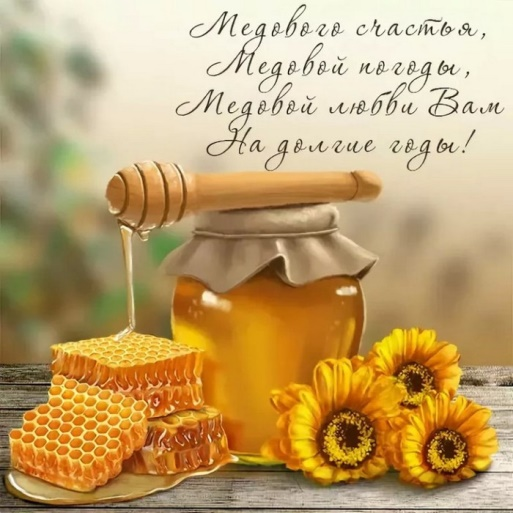 Медового счастья,
Медовой погоды,
Медовой любви Вам
На долгие годы!